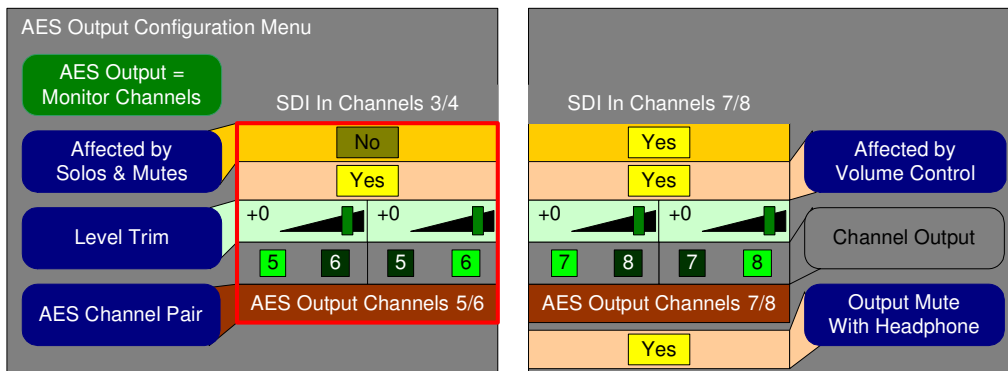 AES Output Configuration Menu
AES Output =
Monitor Channels
SDI In Channels 3/4
SDI In Channels 7/8
Affected by
Solos & Mutes
No
Yes
Yes
Yes
Affected by
Volume Control
Level Trim
+0
+0
+0
+0
Channel Output
5
6
5
6
7
8
7
8
AES Channel Pair
AES Output Channels 5/6
AES Output Channels 7/8
Output Mute
With Headphone
Yes